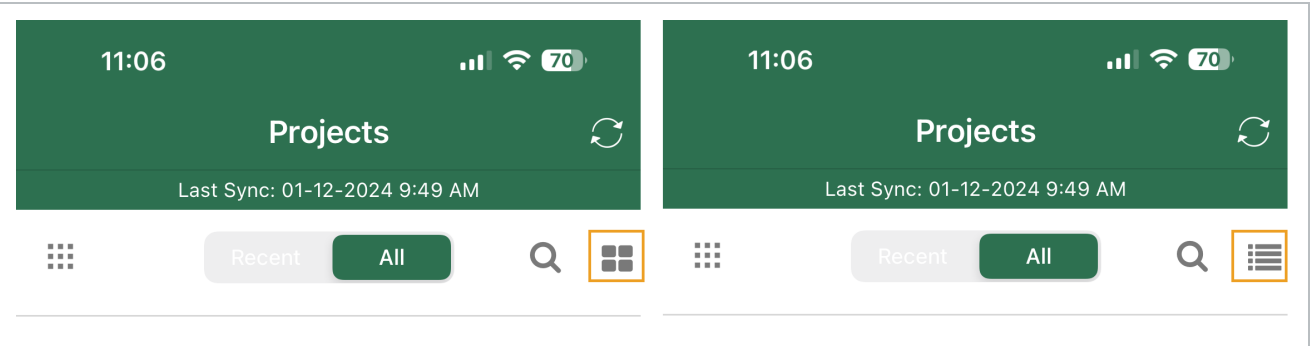 11:06 70
Projects
Last Sync: 01-12-2024 9:49 AM
Recent All
11:06 70
Projects
Last Sync: 01-12-2024 9:49 AM
Recent All